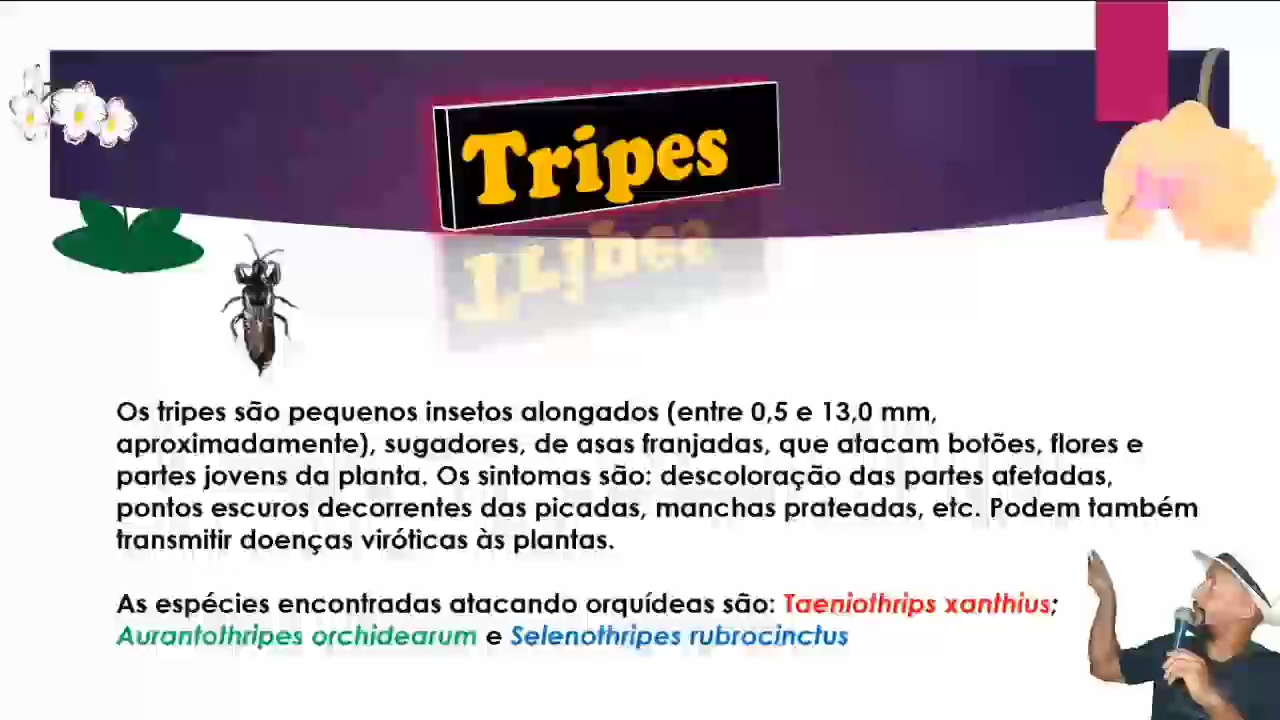 Tripes
Os tripes são pequenos insetos alongados (entre 0,5 e 13,0 mm,
aproximadamente), sugadores, de asas franjadas, que atacam botões, flores e
partes jovens da planta. Os sintomas são: descoloração das partes afetadas,
pontos escuros decorrentes das picadas, manchas prateadas, etc. Podem também
transmitir doenças viróticas às plantas.
As espécies encontradas atacando orquídeas são: Taeniothrips xanthius;
Aurantothripes orchidearum e Selenothripes rubrocinctus